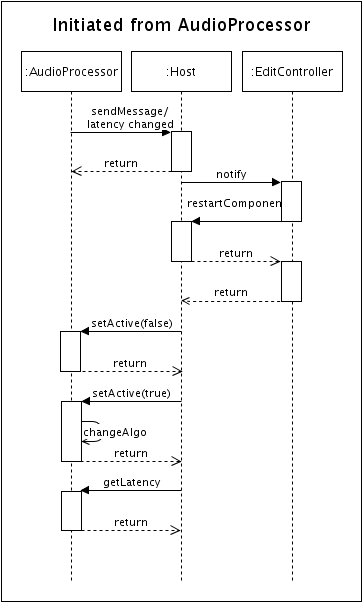 Initiated from AudioProcessor
:AudioProcessor :Host :EditController
sendMessage/
latency changed
return
notify
restartComponen
return
return
setActive(false)
return
setActive(true)
changeAlgo
return
getLatency
return